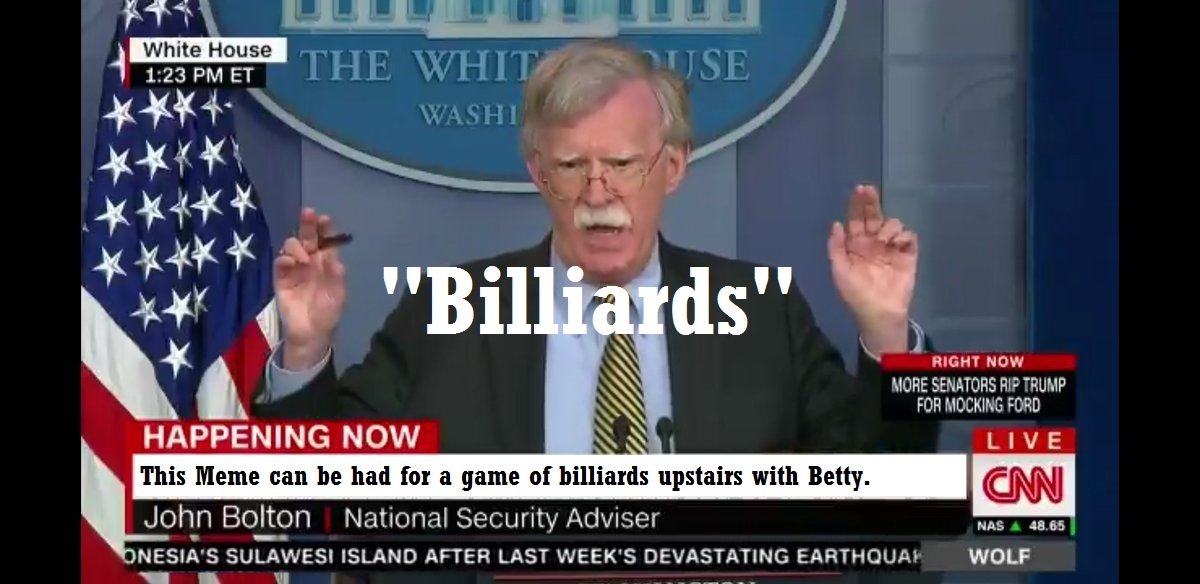 White House
1:23 PM ET
THE WHIT USE
WASHI
"Billiards"
RIGHT NOW
MORE SENATORS RIP TRUMP
FOR MOCKING FORD
HAPPENING NOW
This Meme can be had for a game of billiards upstairs with Betty.
LIVE
CNN
John Bolton | National Security Adviser
NAS ▲ 48.65
ONESIA'S SULAWESI ISLAND AFTER LAST WEEK'S DEVASTATING EARTHQUAK
WOLF